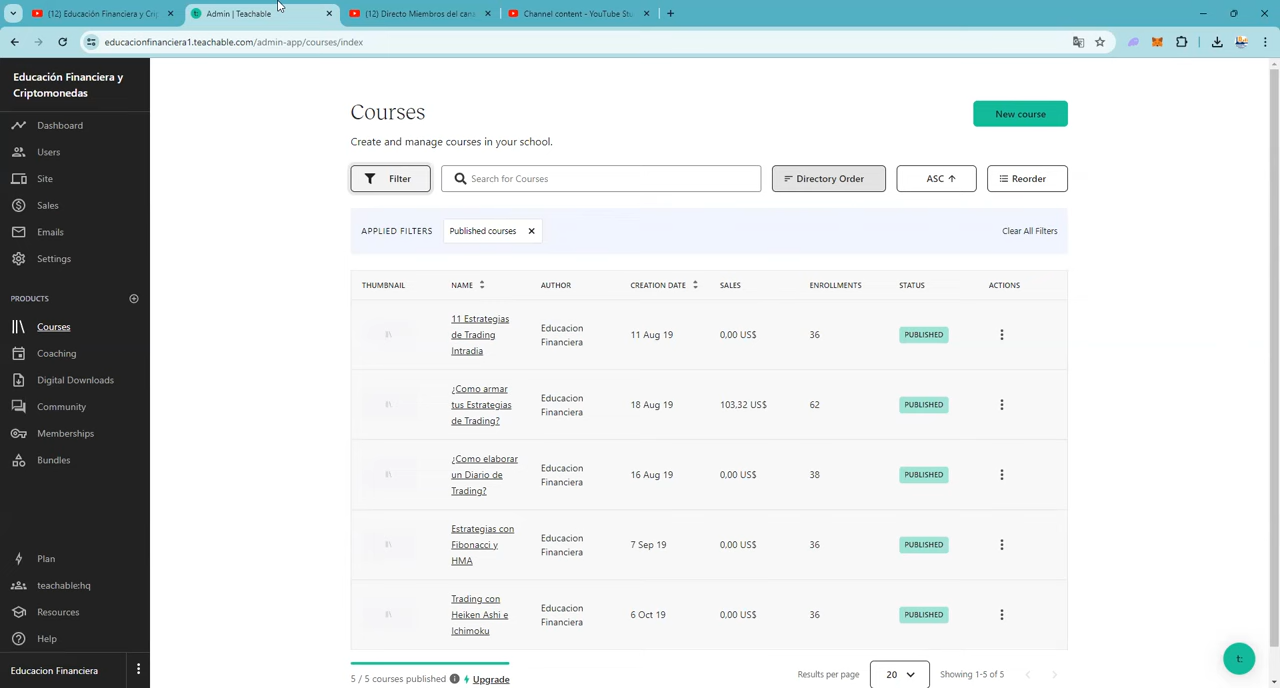 (12) Educación Financiera y Crip
Admin | Teachable
(12) Directo Miembros del cana
Channel content - YouTube Stu
educacionfinanciera1.teachable.com/admin-app/courses/index
Educación Financiera y
Criptomonedas
Dashboard
Users
Site
Sales
Emails
Settings
PRODUCTS
Courses
Coaching
Digital Downloads
Community
Memberships
Bundles
Plan
teachable:hq
Resources
Help
Educacion Financiera
Courses
New course
Create and manage courses in your school.
Filter
Search for Courses
Directory Order
ASC ↑
Reorder
APPLIED FILTERS
Published courses
Clear All Filters
THUMBNAIL NAME AUTHOR CREATION DATE SALES ENROLLMENTS STATUS ACTIONS
11 Estrategias
de Trading
Intradia
Educacion
Financiera
11 Aug 19
0,00 US$
36
PUBLISHED
¿Como armar
tus Estrategias
de Trading?
Educacion
Financiera
18 Aug 19
103,32 US$
62
PUBLISHED
¿Como elaborar
un Diario de
Trading?
Educacion
Financiera
16 Aug 19
0,00 US$
38
PUBLISHED
Estrategias con
Fibonacci y
HMA
Educacion
Financiera
7 Sep 19
0,00 US$
36
PUBLISHED
Trading con
Heiken Ashi e
Ichimoku
Educacion
Financiera
6 Oct 19
0,00 US$
36
PUBLISHED
5 / 5 courses published
Upgrade
Results per page
20
Showing 1-5 of 5
t: